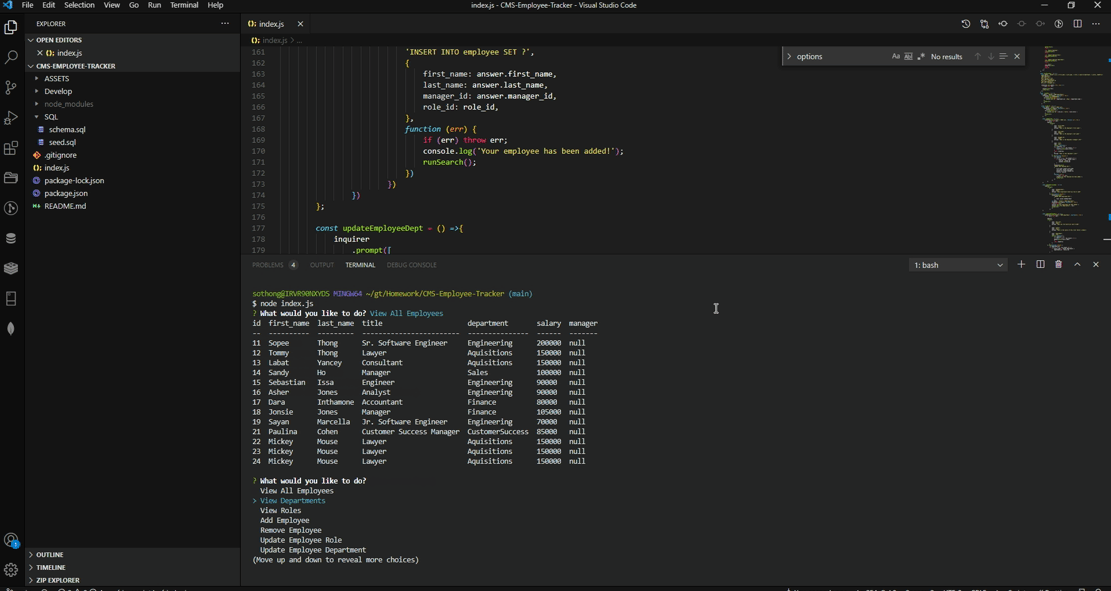 File Edit Selection View Go Run Terminal Help
index.js - CMS-Employee-Tracker - Visual Studio Code
EXPLORER
OPEN EDITORS
index.js
CMS-EMPLOYEE-TRACKER
ASSETS
Develop
node_modules
SQL
schema.sql
seed.sql
.gitignore
index.js
package-lock.json
package.json
README.md
OUTLINE
TIMELINE
ZIP EXPLORER
index.js
index.js > ...
options
Aa
No results
161 'INSERT INTO employee SET ?',
162 {
163 first_name: answer.first_name,
164 last_name: answer.last_name,
165 manager_id: answer.manager_id,
166 role_id: role_id,
167 },
168 function (err) {
169 if (err) throw err;
170 console.log('Your employee has been added!');
171 runSearch();
172 })
173 })
174 })
175 };
176
177 const updateEmployeeDept = () =>{
178 inquirer
179 .prompt([
PROBLEMS 4 OUTPUT TERMINAL DEBUG CONSOLE
1: bash
sothong@IRVR90NXYD5 MINGW64 ~/gt/Homework/CMS-Employee-Tracker (main)
$ node index.js
? What would you like to do? View All Employees
id first_name last_name title department salary manager
-- ---------- --------- ------------------------ --------------- ------ -------
11 Sopee Thong Sr. Software Engineer Engineering 200000 null
12 Tommy Thong Lawyer Aquisitions 150000 null
13 Labat Yancey Consultant Aquisitions 150000 null
14 Sandy Ho Manager Sales 100000 null
15 Sebastian Issa Engineer Engineering 90000 null
16 Asher Jones Analyst Engineering 90000 null
17 Dara Inthamone Accountant Finance 80000 null
18 Jonsie Jones Manager Finance 105000 null
19 Sayan Marcella Jr. Software Engineer Engineering 70000 null
21 Paulina Cohen Customer Success Manager CustomerSuccess 85000 null
22 Mickey Mouse Lawyer Aquisitions 150000 null
23 Mickey Mouse Lawyer Aquisitions 150000 null
24 Mickey Mouse Lawyer Aquisitions 150000 null
? What would you like to do?
View All Employees
> View Departments
View Roles
Add Employee
Remove Employee
Update Employee Role
Update Employee Department
(Move up and down to reveal more choices)